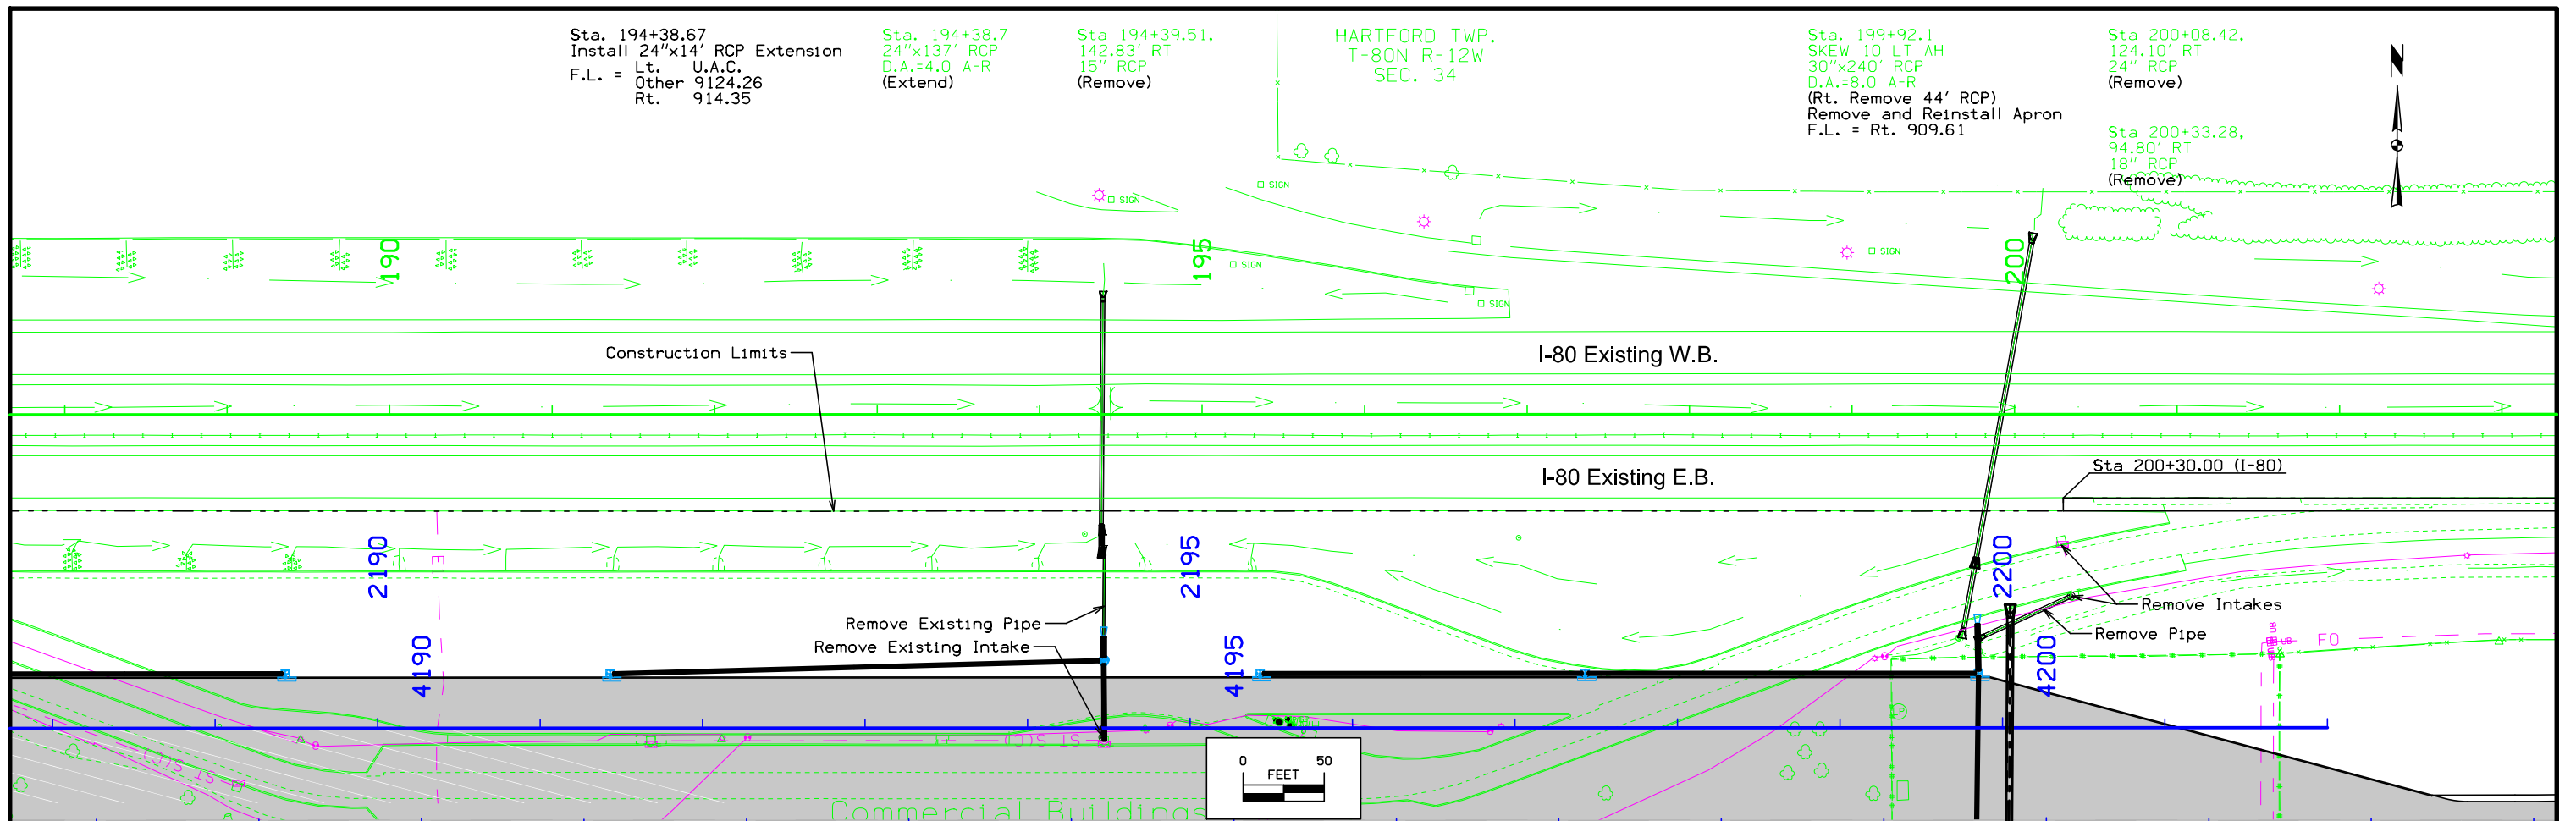 Sta. 194+38.67
Install 24"x14' RCP Extension
F.L. = Lt. U.A.C.
Other 9124.26
Rt. 914.35
Sta. 194+38.7
24"x137' RCP
D.A.=4.0 A-R
(Extend)
Sta 194+39.51,
142.83' RT
15" RCP
(Remove)
HARTFORD TWP.
T-80N R-12W
SEC. 34
Sta. 199+92.1
SKEW 10 LT AH
30"x240' RCP
D.A.=8.0 A-R
(Rt. Remove 44' RCP)
Remove and Reinstall Apron
F.L. = Rt. 909.61
Sta 200+08.42,
124.10' RT
24" RCP
(Remove)
Sta 200+33.28,
94.80' RT
18" RCP
(Remove)
N
SIGN
SIGN
SIGN
SIGN
SIGN
190
195
200
Construction Limits
I-80 Existing W.B.
I-80 Existing E.B.
Sta 200+30.00 (I-80)
2190
2195
2200
E
Remove Existing Pipe
Remove Existing Intake
Remove Intakes
Remove Pipe
UB
UB
FO
4190
4195
4200
LP
ST S(C)
ST S(C)
0 50
FEET
Commercial Buildings